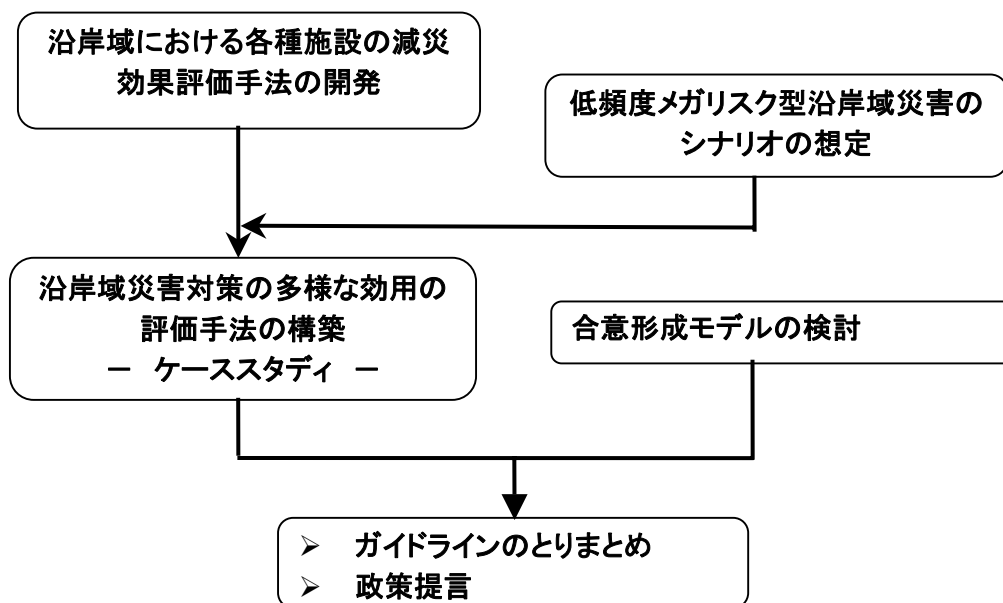 沿岸域における各種施設の減災
効果評価手法の開発
低頻度メガリスク型沿岸域災害の
シナリオの想定
沿岸域災害対策の多様な効用の
評価手法の構築
－ ケーススタディ －
合意形成モデルの検討
➢ ガイドラインのとりまとめ
➢ 政策提言